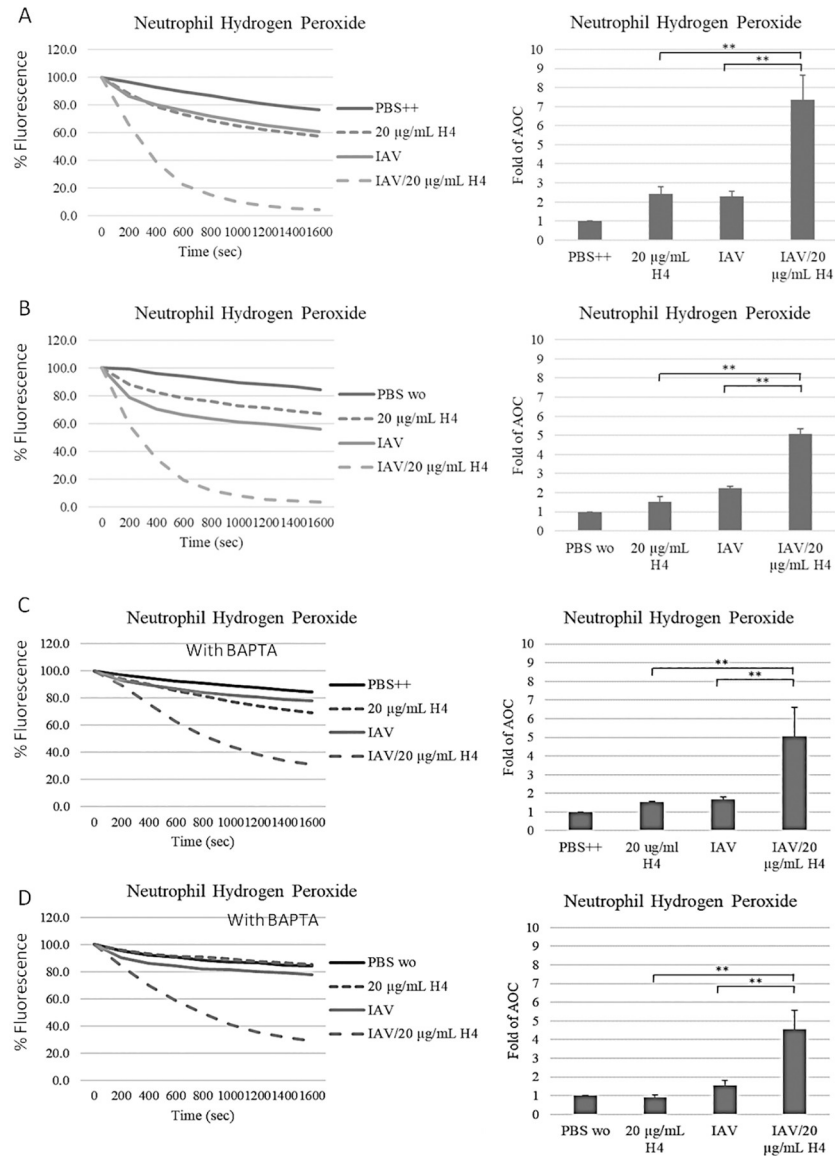 A
Neutrophil Hydrogen Peroxide
% Fluorescence
120.0
100.0
80.0
60.0
40.0
20.0
0.0
0 200 400 600 800 1000 1200 1400 1600
Time (sec)
PBS++
20 µg/mL H4
IAV
IAV/20 µg/mL H4
Neutrophil Hydrogen Peroxide
Fold of AOC
10
9
8
7
6
5
4
3
2
1
0
**
**
PBS++
20 µg/mL
H4
IAV
IAV/20
µg/mL H4
B
Neutrophil Hydrogen Peroxide
% Fluorescence
120.0
100.0
80.0
60.0
40.0
20.0
0.0
0 200 400 600 800 1000 1200 1400 1600
Time (sec)
PBS wo
20 µg/mL H4
IAV
IAV/20 µg/mL H4
Neutrophil Hydrogen Peroxide
Fold of AOC
10
9
8
7
6
5
4
3
2
1
0
**
**
PBS wo
20 µg/mL
H4
IAV
IAV/20
µg/mL H4
C
Neutrophil Hydrogen Peroxide
With BAPTA
% Fluorescence
120.0
100.0
80.0
60.0
40.0
20.0
0.0
0 200 400 600 800 1000 1200 1400 1600
Time (sec)
PBS++
20 µg/mL H4
IAV
IAV/20 µg/mL H4
Neutrophil Hydrogen Peroxide
Fold of AOC
10
9
8
7
6
5
4
3
2
1
0
**
**
PBS++
20 ug/ml
H4
IAV
IAV/20
µg/mL H4
D
Neutrophil Hydrogen Peroxide
With BAPTA
% Fluorescence
120.0
100.0
80.0
60.0
40.0
20.0
0.0
0 200 400 600 800 1000 1200 1400 1600
Time (sec)
PBS wo
20 µg/mL H4
IAV
IAV/20 µg/mL H4
Neutrophil Hydrogen Peroxide
Fold of AOC
10
9
8
7
6
5
4
3
2
1
0
**
**
PBS wo
20 µg/mL
H4
IAV
IAV/20
µg/mL H4